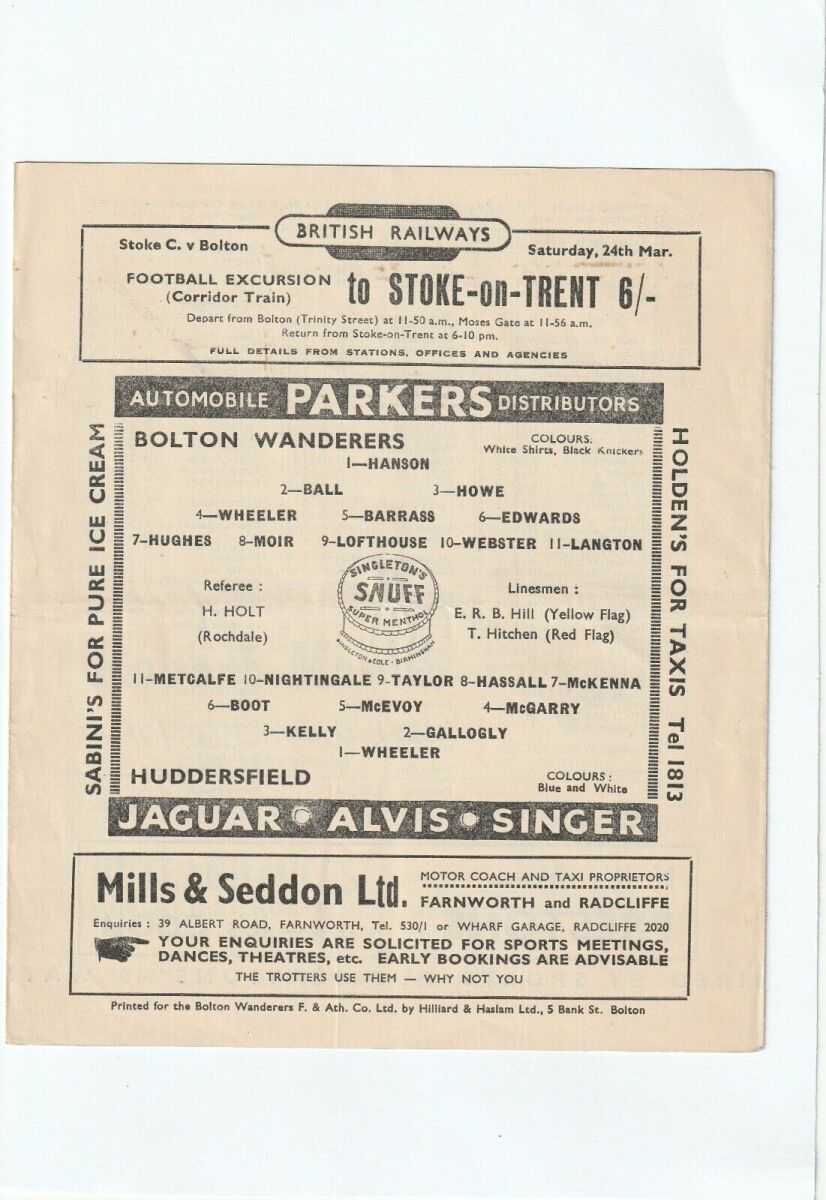 BRITISH RAILWAYS
Stoke C. v Bolton
Saturday, 24th Mar.
FOOTBALL EXCURSION
(Corridor Train)
to STOKE-on-TRENT 6/-
Depart from Bolton (Trinity Street) at 11-50 a.m., Moses Gate at 11-56 a.m.
Return from Stoke-on-Trent at 6-10 pm.
FULL DETAILS FROM STATIONS, OFFICES AND AGENCIES
AUTOMOBILE PARKERS DISTRIBUTORS
SABINI'S FOR PURE ICE CREAM
HOLDEN'S FOR TAXIS Tel 1813
BOLTON WANDERERS
COLOURS:
White Shirts, Black Knickers
1—HANSON
2—BALL 3—HOWE
4—WHEELER 5—BARRASS 6—EDWARDS
7-HUGHES 8-MOIR 9-LOFTHOUSE 10-WEBSTER 11-LANGTON
Referee :
H. HOLT
(Rochdale)
SINGLETON'S
SNUFF
SUPER MENTHOL
SINGLETON & COLE · BIRMINGHAM
Linesmen :
E. R. B. Hill (Yellow Flag)
T. Hitchen (Red Flag)
11-METCALFE 10-NIGHTINGALE 9-TAYLOR 8-HASSALL 7-McKENNA
6—BOOT 5—McEVOY 4—McGARRY
3—KELLY 2—GALLOGLY
1—WHEELER
HUDDERSFIELD
COLOURS:
Blue and White
JAGUAR • ALVIS • SINGER
Mills & Seddon Ltd.
MOTOR COACH AND TAXI PROPRIETORS
FARNWORTH and RADCLIFFE
Enquiries : 39 ALBERT ROAD, FARNWORTH, Tel. 530/1 or WHARF GARAGE, RADCLIFFE 2020
YOUR ENQUIRIES ARE SOLICITED FOR SPORTS MEETINGS,
DANCES, THEATRES, etc. EARLY BOOKINGS ARE ADVISABLE
THE TROTTERS USE THEM — WHY NOT YOU
Printed for the Bolton Wanderers F. & Ath. Co. Ltd. by Hilliard & Haslam Ltd., 5 Bank St. Bolton